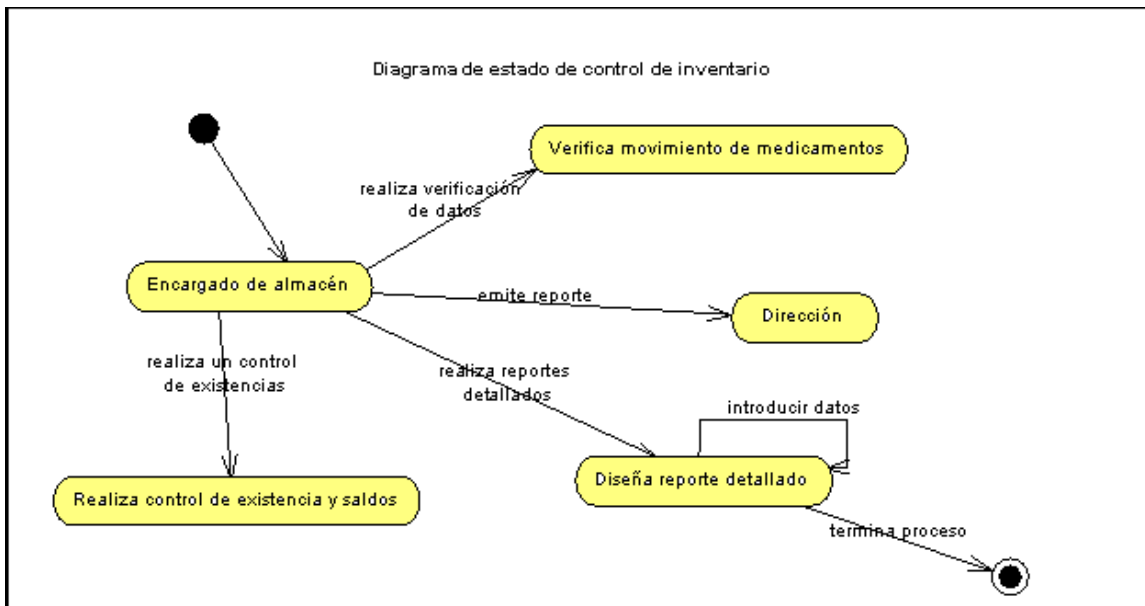 Diagrama de estado de control de inventario
Verifica movimiento de medicamentos
realiza verificación
de datos
Encargado de almacén
emite reporte
Dirección
realiza un control
de existencias
realiza reportes
detallados
introducir datos
Diseña reporte detallado
Realiza control de existencia y saldos
termina proceso